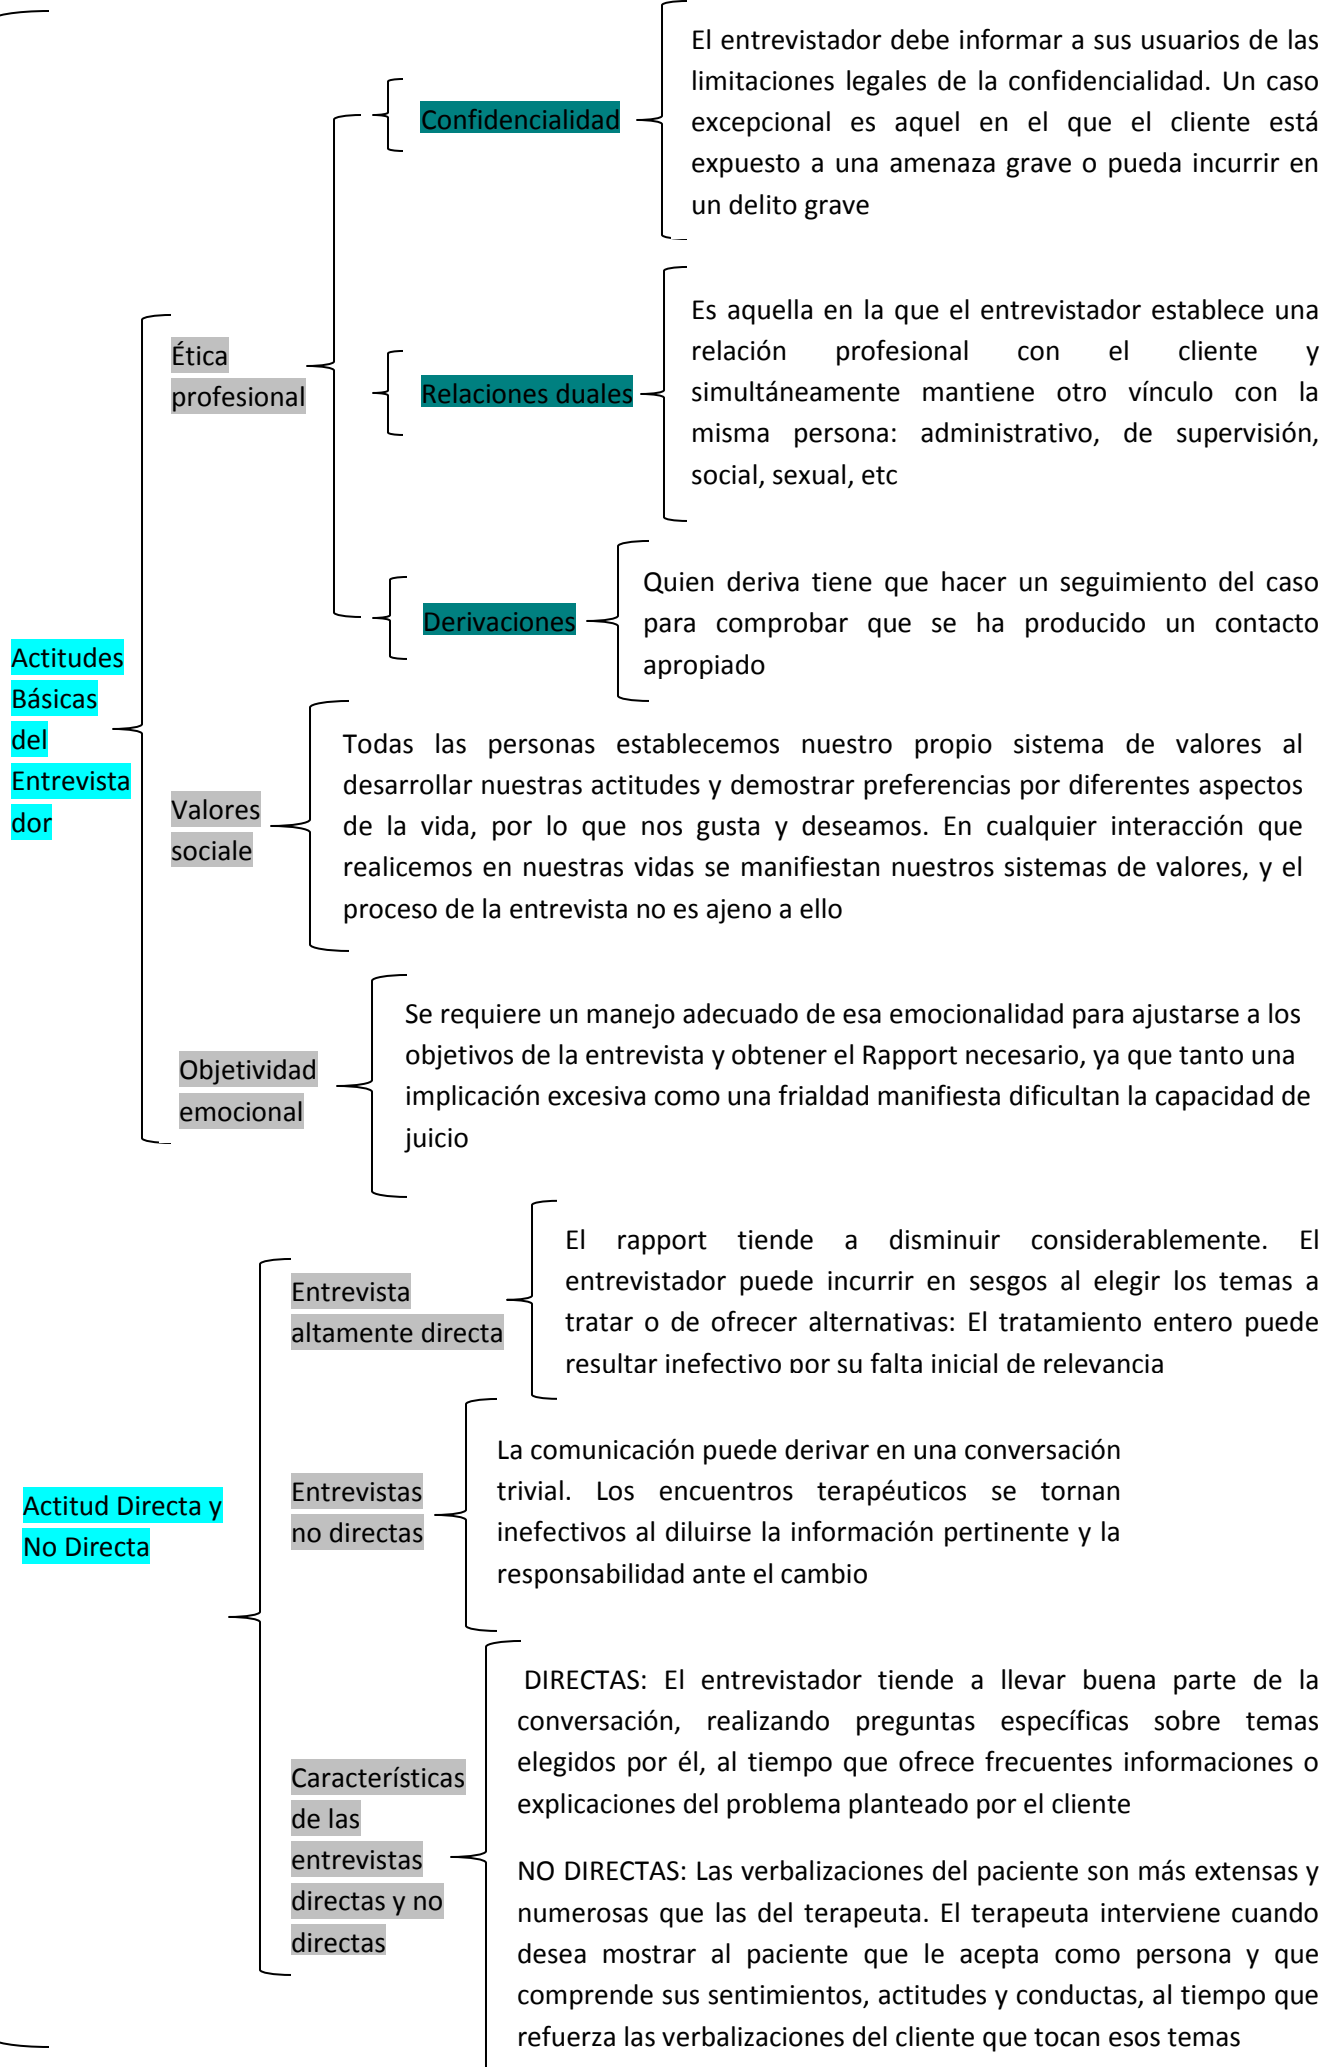 Actitudes
Básicas
del
Entrevista
dor
Ética
profesional
Confidencialidad
El entrevistador debe informar a sus usuarios de las
limitaciones legales de la confidencialidad. Un caso
excepcional es aquel en el que el cliente está
expuesto a una amenaza grave o pueda incurrir en
un delito grave
Relaciones duales
Es aquella en la que el entrevistador establece una
relación profesional con el cliente y
simultáneamente mantiene otro vínculo con la
misma persona: administrativo, de supervisión,
social, sexual, etc
Derivaciones
Quien deriva tiene que hacer un seguimiento del caso
para comprobar que se ha producido un contacto
apropiado
Valores
sociale
Todas las personas establecemos nuestro propio sistema de valores al
desarrollar nuestras actitudes y demostrar preferencias por diferentes aspectos
de la vida, por lo que nos gusta y deseamos. En cualquier interacción que
realicemos en nuestras vidas se manifiestan nuestros sistemas de valores, y el
proceso de la entrevista no es ajeno a ello
Objetividad
emocional
Se requiere un manejo adecuado de esa emocionalidad para ajustarse a los
objetivos de la entrevista y obtener el Rapport necesario, ya que tanto una
implicación excesiva como una frialdad manifiesta dificultan la capacidad de
juicio
Actitud Directa y
No Directa
Entrevista
altamente directa
El rapport tiende a disminuir considerablemente. El
entrevistador puede incurrir en sesgos al elegir los temas a
tratar o de ofrecer alternativas: El tratamiento entero puede
resultar inefectivo por su falta inicial de relevancia
Entrevistas
no directas
La comunicación puede derivar en una conversación
trivial. Los encuentros terapéuticos se tornan
inefectivos al diluirse la información pertinente y la
responsabilidad ante el cambio
Característificas
de las
entrevistas
directas y no
directas
DIRECTAS: El entrevistador tiende a llevar buena parte de la
conversación, realizando preguntas específicas sobre temas
elegidos por él, al tiempo que ofrece frecuentes informaciones o
explicaciones del problema planteado por el cliente
NO DIRECTAS: Las verbalizaciones del paciente son más extensas y
numerosas que las del terapeuta. El terapeuta interviene cuando
desea mostrar al paciente que le acepta como persona y que
comprende sus sentimientos, actitudes y conductas, al tiempo que
refuerza las verbalizaciones del cliente que tocan esos temas